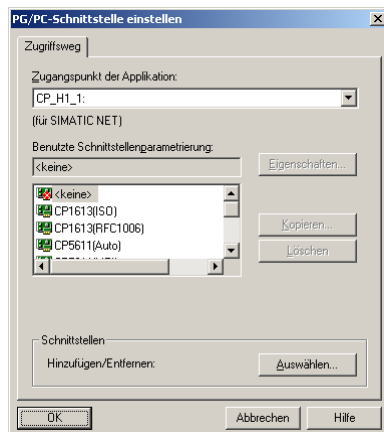 PG/PC-Schnittstelle einstellen
Zugriffsweg
Zugangspunkt der Applikation:
CP_H1_1:
(für SIMATIC NET)
Benutzte Schnittstellenparametrierung:
<keine>
Eigenschaften...
<keine>
CP1613(ISO)
CP1613(RFC1006)
CP5611(Auto)
Kopieren...
Löschen
Schnittstellen
Hinzufügen/Entfernen:
Auswählen...
OK
Abbrechen
Hilfe